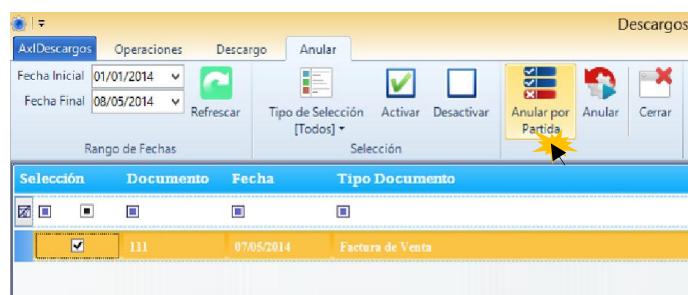 Descargos
AxlDescargos Operaciones Descargo Anular
Fecha Inicial 01/01/2014
Fecha Final 08/05/2014
Refrescar
Rango de Fechas
Tipo de Selección
[Todos]
Activar Desactivar
Selección
Anular por
Partida
Anular Cerrar
Selección Documento Fecha Tipo Documento
111 07/05/2014 Factura de Venta